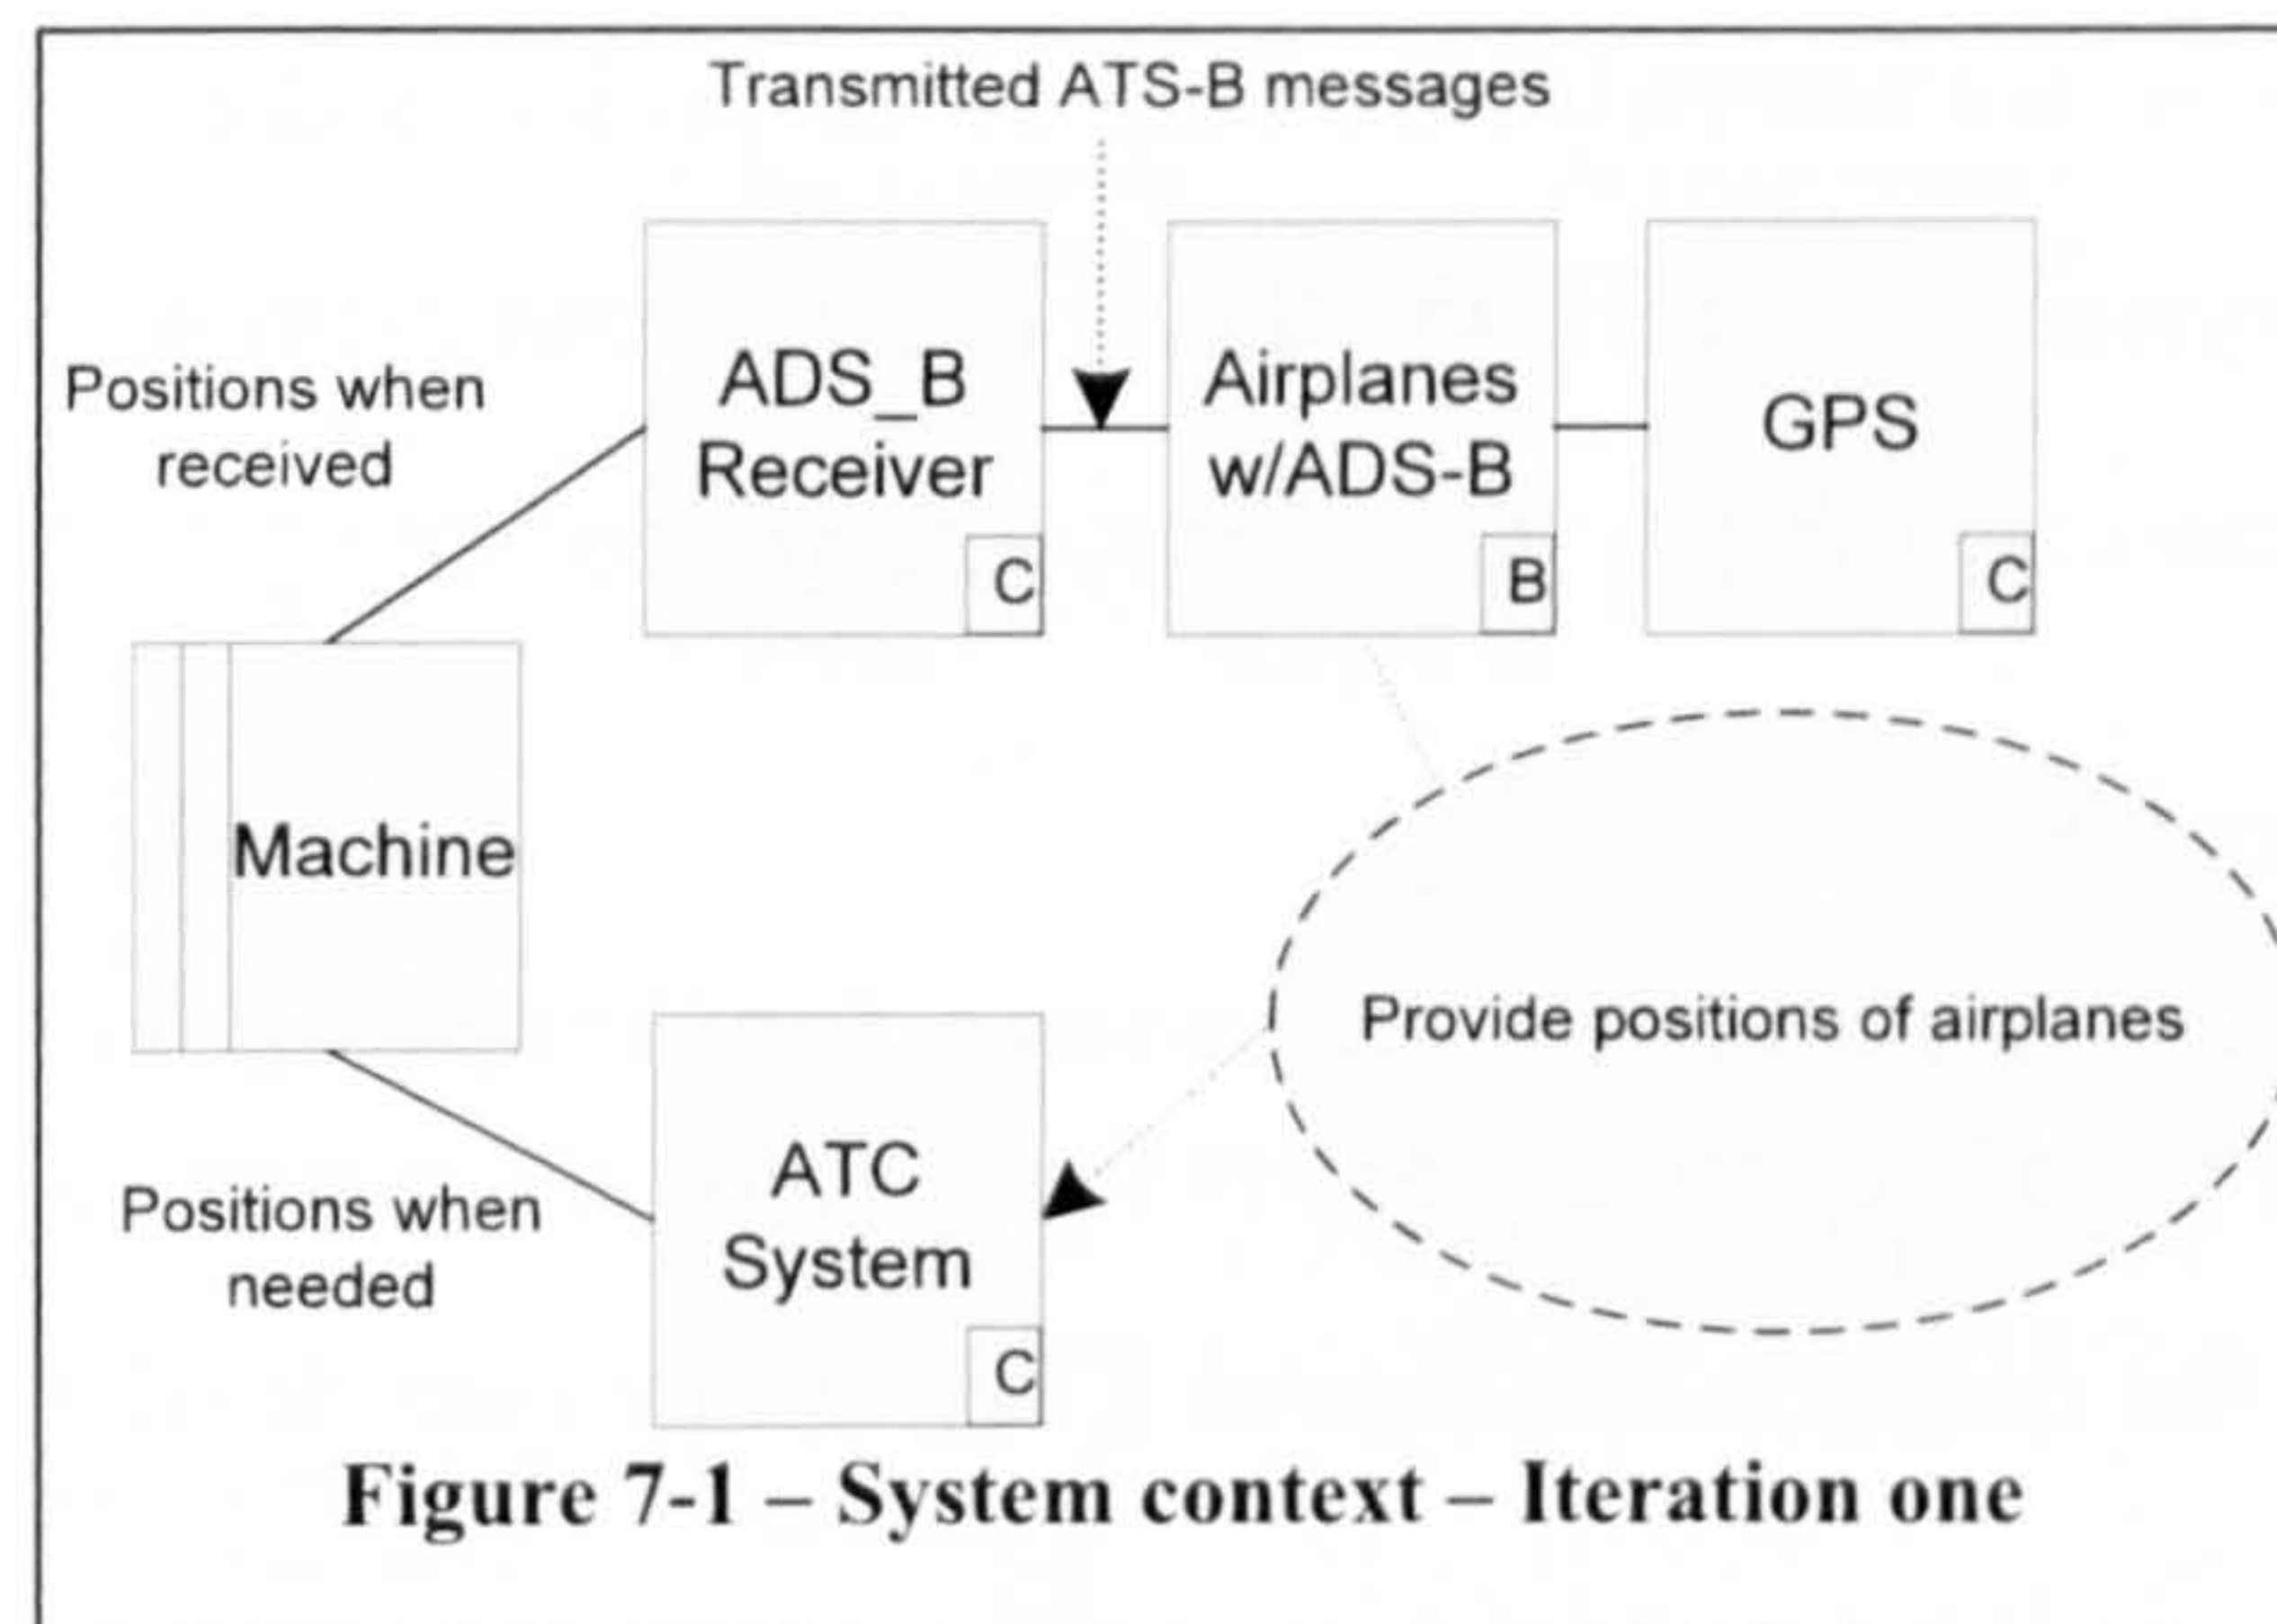 Transmitted ATS-B messages
Positions when
received
ADS_B
Receiver
C
Airplanes
w/ADS-B
B
GPS
C
Machine
Provide positions of airplanes
Positions when
needed
ATC
System
C
Figure 7-1 – System context – Iteration one